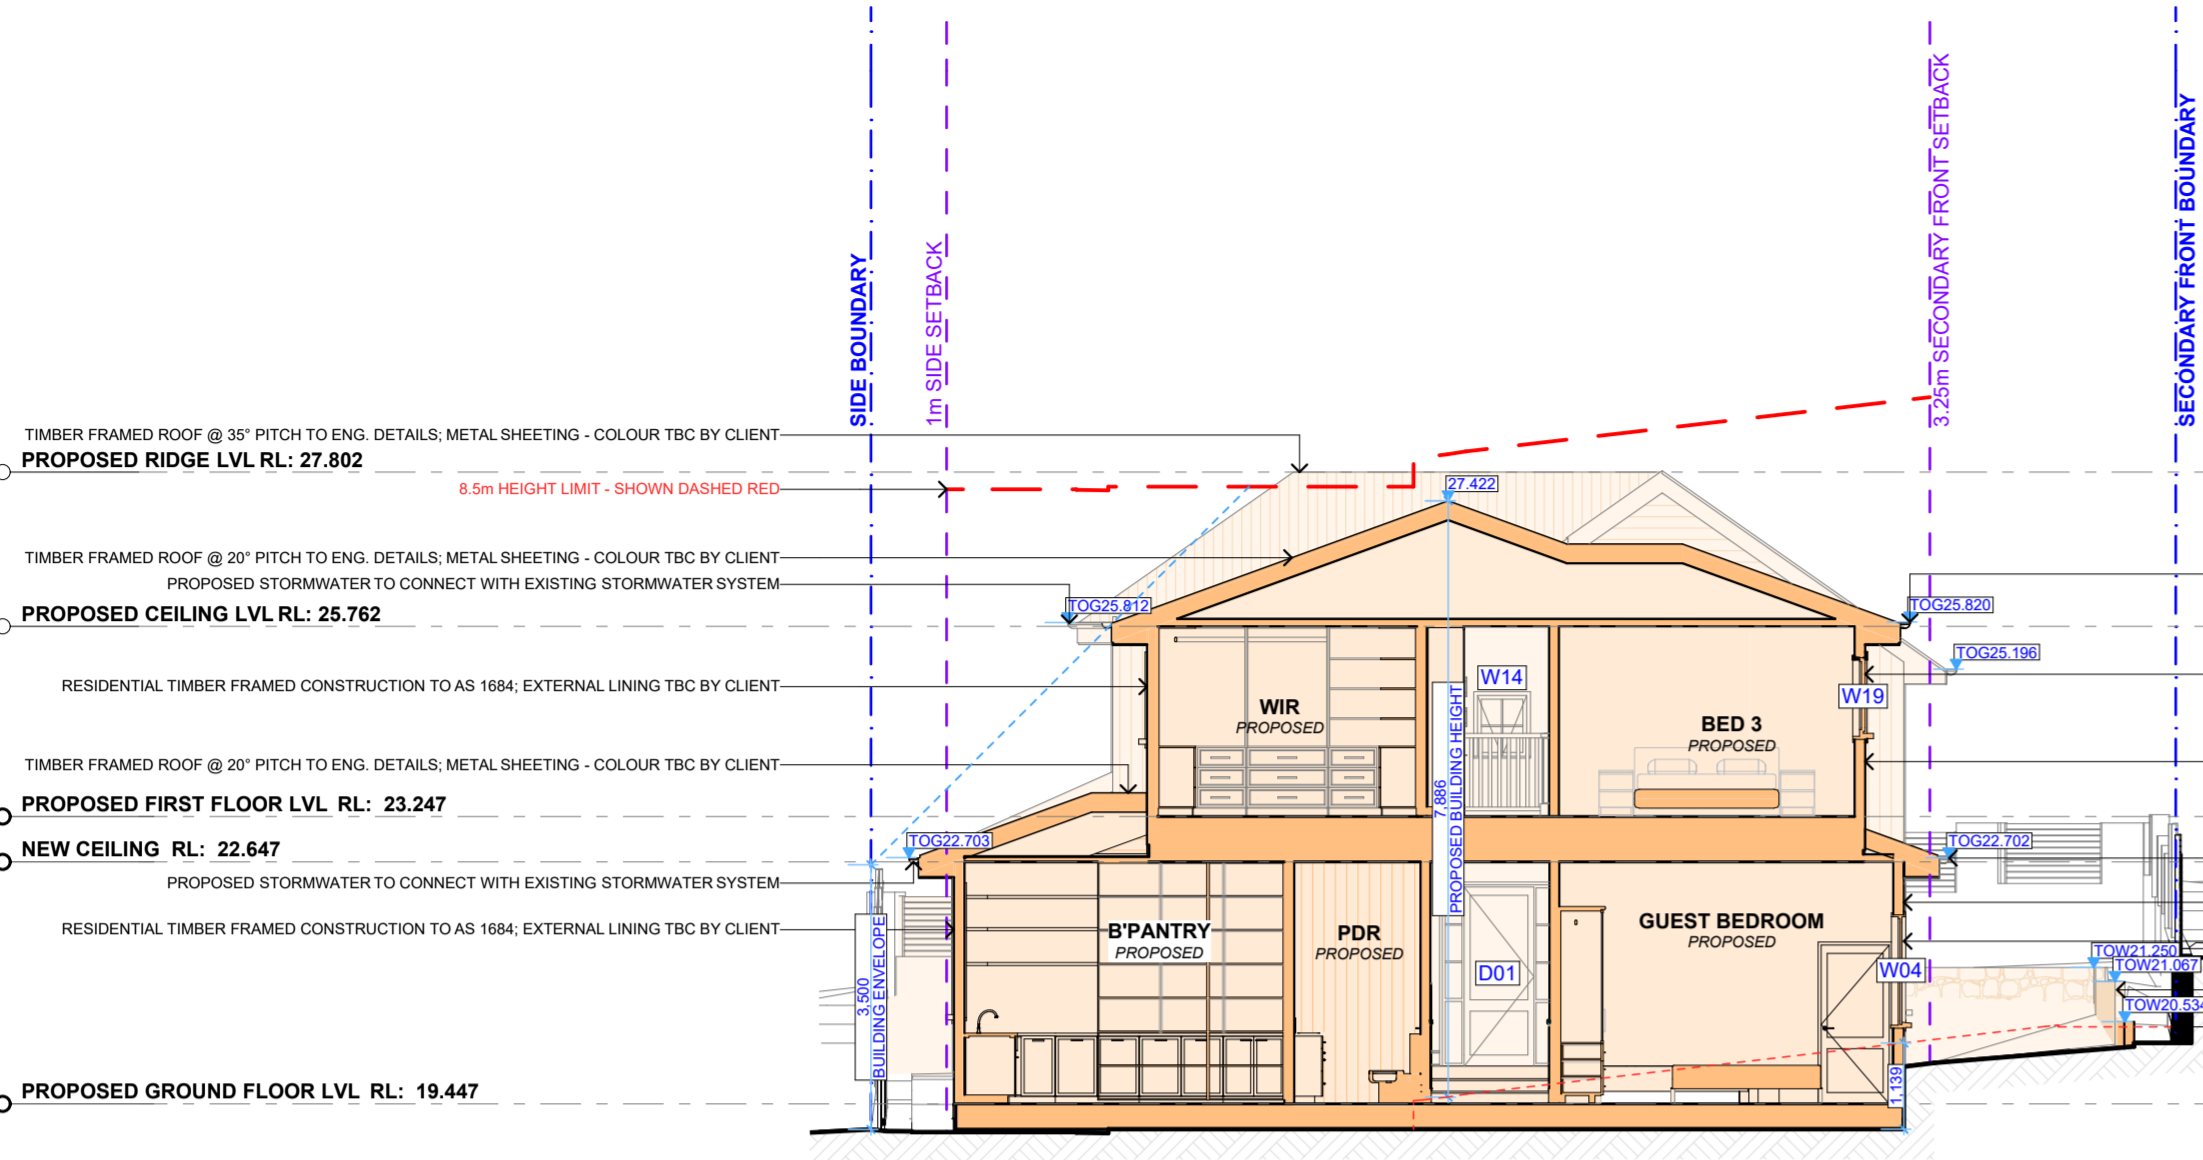 SIDE BOUNDARY
1m SIDE SETBACK
3.25m SECONDARY FRONT SETBACK
SECONDARY FRONT BOUNDARY
TIMBER FRAMED ROOF @ 35° PITCH TO ENG. DETAILS; METAL SHEETING - COLOUR TBC BY CLIENT
PROPOSED RIDGE LVL RL: 27.802
8.5m HEIGHT LIMIT - SHOWN DASHED RED
27.422
TIMBER FRAMED ROOF @ 20° PITCH TO ENG. DETAILS; METAL SHEETING - COLOUR TBC BY CLIENT
PROPOSED STORMWATER TO CONNECT WITH EXISTING STORMWATER SYSTEM
TOG25.812
TOG25.820
PROPOSED CEILING LVL RL: 25.762
TOG25.196
RESIDENTIAL TIMBER FRAMED CONSTRUCTION TO AS 1684; EXTERNAL LINING TBC BY CLIENT
W14
W19
WIR
PROPOSED
BED 3
PROPOSED
7,886
PROPOSED BUILDING HEIGHT
TIMBER FRAMED ROOF @ 20° PITCH TO ENG. DETAILS; METAL SHEETING - COLOUR TBC BY CLIENT
PROPOSED FIRST FLOOR LVL RL: 23.247
TOG22.703
TOG22.702
NEW CEILING RL: 22.647
PROPOSED STORMWATER TO CONNECT WITH EXISTING STORMWATER SYSTEM
RESIDENTIAL TIMBER FRAMED CONSTRUCTION TO AS 1684; EXTERNAL LINING TBC BY CLIENT
B'PANTRY
PROPOSED
PDR
PROPOSED
GUEST BEDROOM
PROPOSED
D01
W04
TOW21.250
TOW21.067
TOW20.534
3,500
BUILDING ENVELOPE
1,139
PROPOSED GROUND FLOOR LVL RL: 19.447